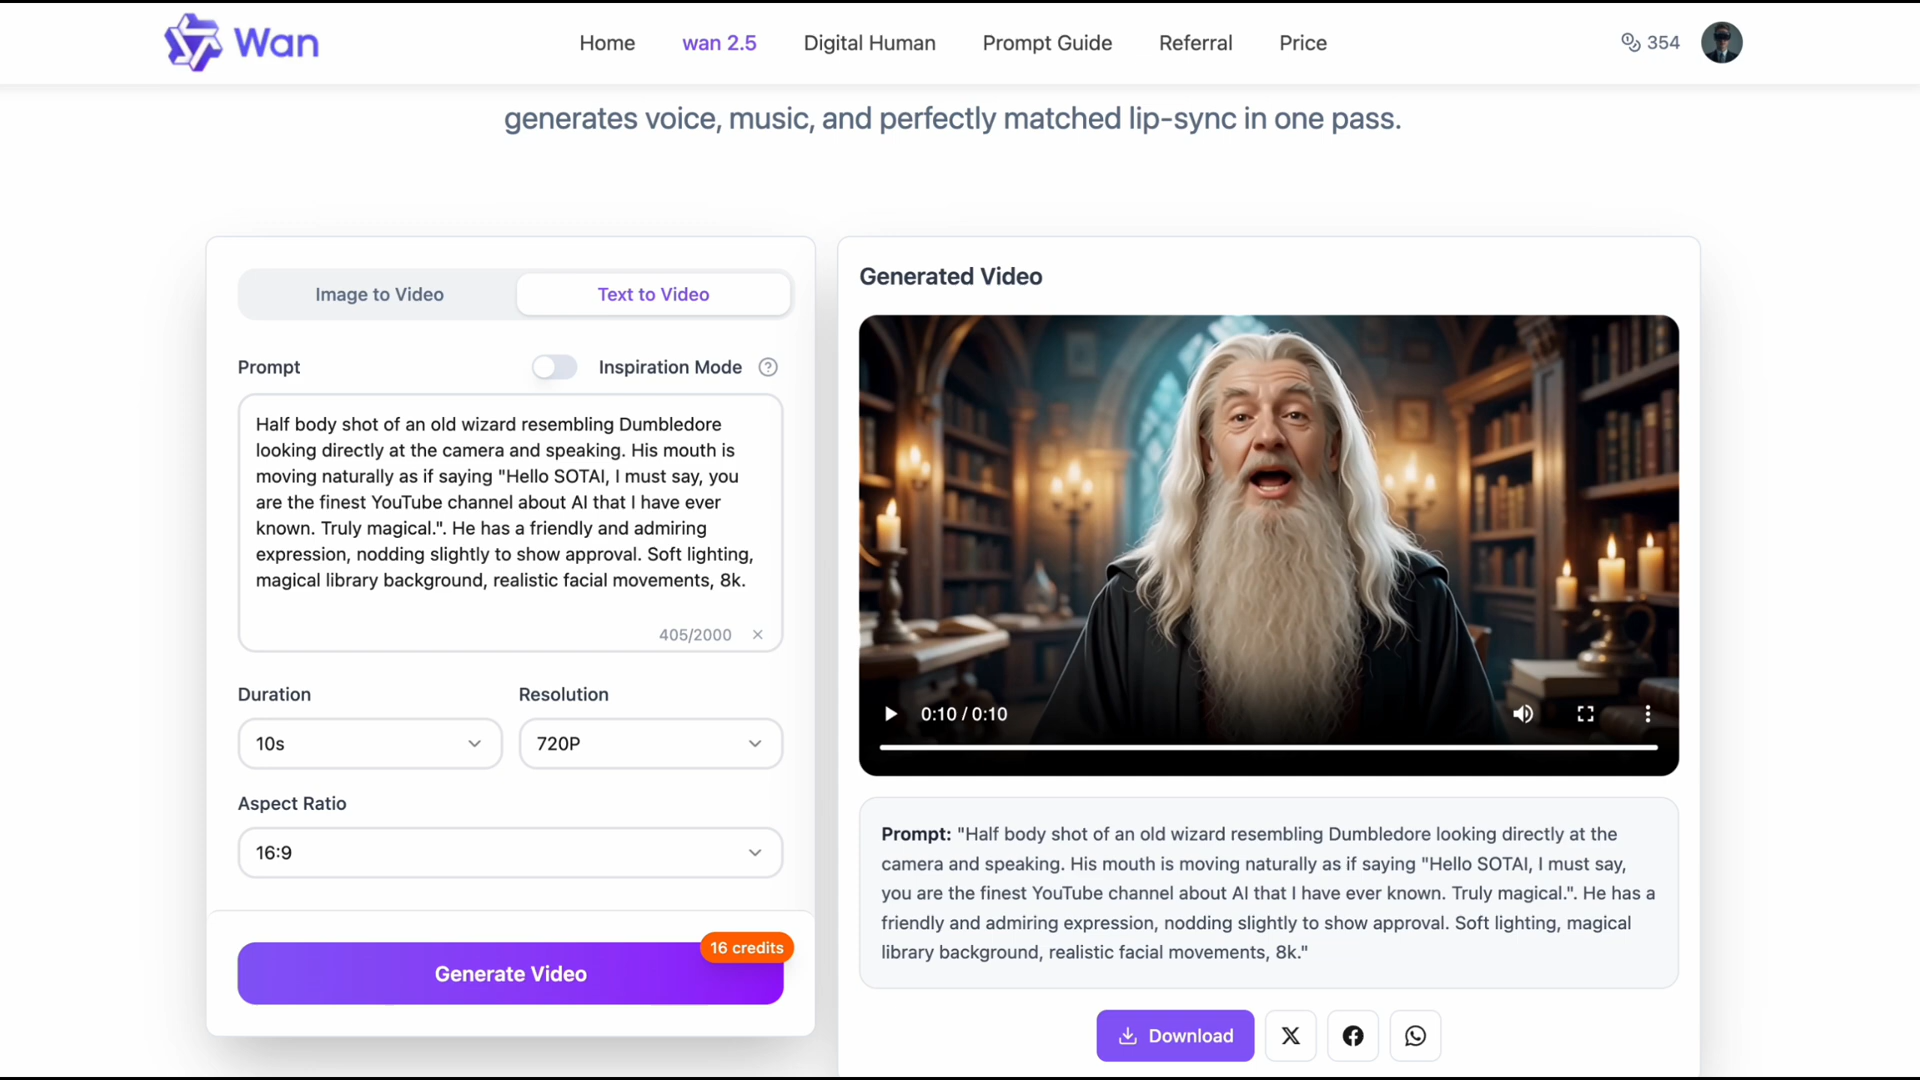 Wan
Home
wan 2.5
Digital Human
Prompt Guide
Referral
Price
354
generates voice, music, and perfectly matched lip-sync in one pass.
Image to Video
Text to Video
Prompt
Inspiration Mode
?
Half body shot of an old wizard resembling Dumbledore
looking directly at the camera and speaking. His mouth is
moving naturally as if saying "Hello SOTAI, I must say, you
are the finest YouTube channel about AI that I have ever
known. Truly magical.". He has a friendly and admiring
expression, nodding slightly to show approval. Soft lighting,
magical library background, realistic facial movements, 8k.
405/2000
Duration
Resolution
10s
720P
Aspect Ratio
16:9
16 credits
Generate Video
Generated Video
0:10 / 0:10
Prompt: "Half body shot of an old wizard resembling Dumbledore looking directly at the
camera and speaking. His mouth is moving naturally as if saying "Hello SOTAI, I must say,
you are the finest YouTube channel about AI that I have ever known. Truly magical.". He has a
friendly and admiring expression, nodding slightly to show approval. Soft lighting, magical
library background, realistic facial movements, 8k."
Download